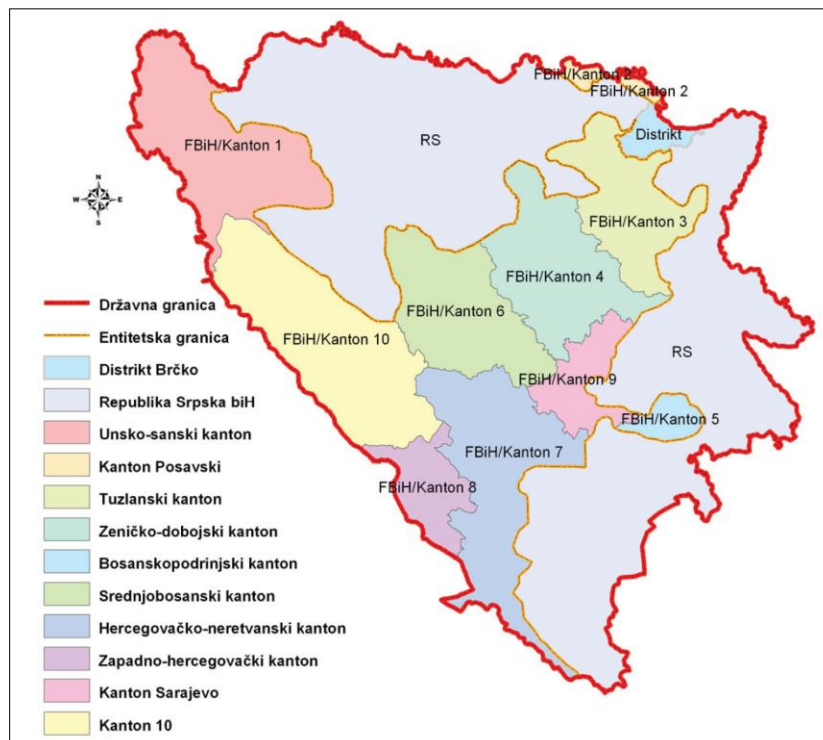 FBiH/Kanton 2
FBiH/Kanton 2
Distrikt
FBiH/Kanton 1
RS
FBiH/Kanton 3
FBiH/Kanton 4
FBiH/Kanton 6
FBiH/Kanton 10
RS
FBiH/Kanton 9
FBiH/Kanton 5
FBiH/Kanton 7
FBiH/Kanton 8
N
W E
S
Državna granica
Entitetska granica
Distrikt Brčko
Republika Srpska biH
Unsko-sanski kanton
Kanton Posavski
Tuzlanski kanton
Zeničko-dobojski kanton
Bosanskopodrinjski kanton
Srednjobosanski kanton
Hercegovačko-neretvanski kanton
Zapadno-hercegovački kanton
Kanton Sarajevo
Kanton 10